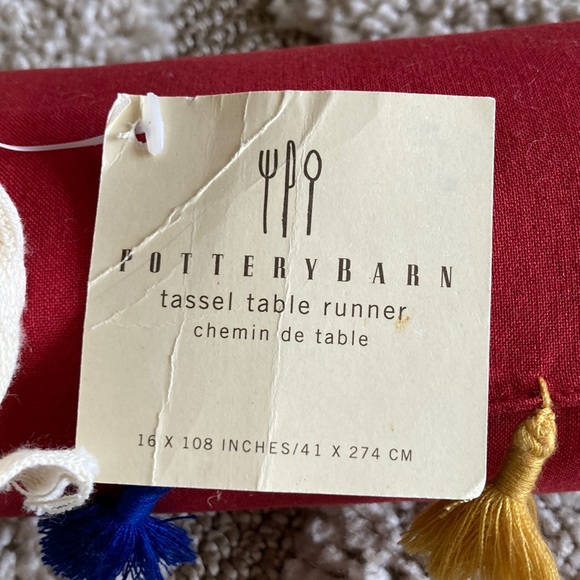 POTTERYBARN
tassel table runner
chemin de table
16 X 108 INCHES/41 X 274 CM